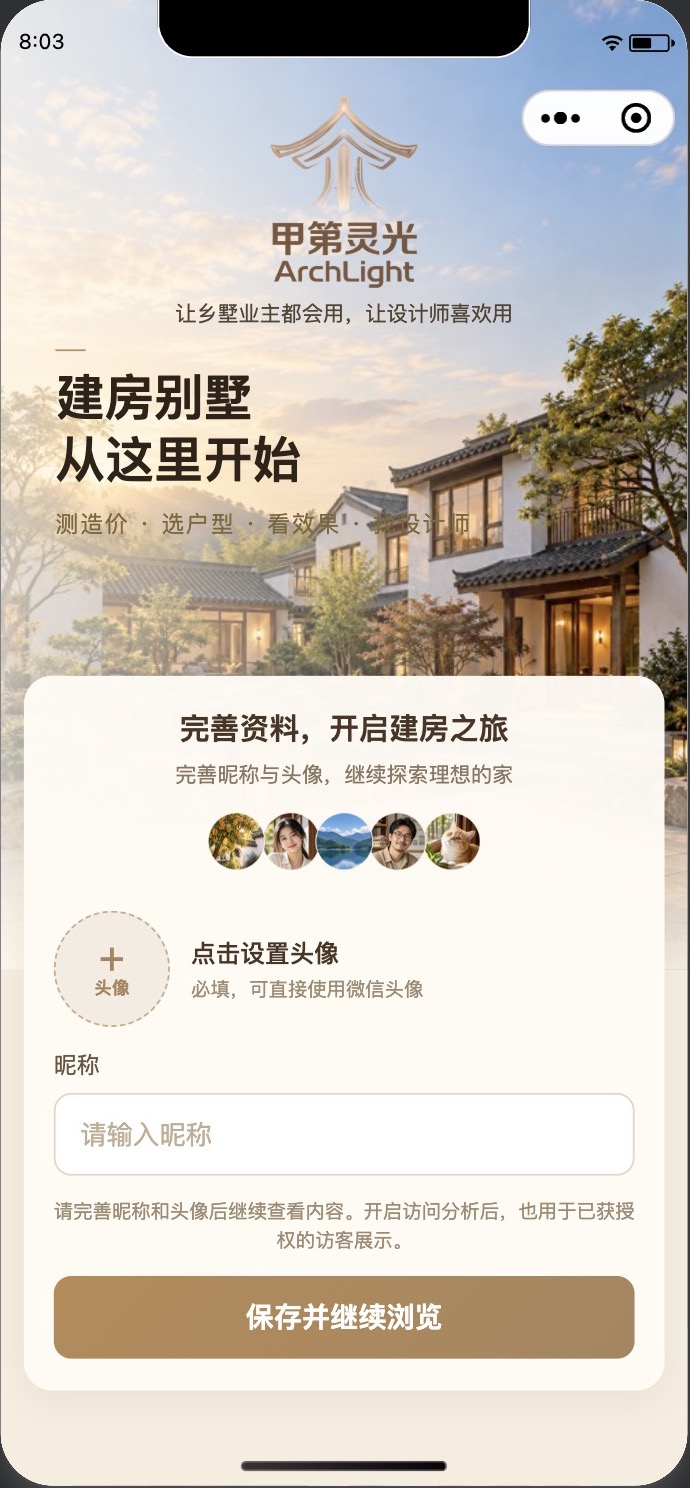 8:03
甲第灵光
ArchLight
让乡墅业主都会用，让设计师喜欢用
建房别墅
从这里开始
测造价 · 选户型 · 看效果 · 找设计师
完善资料，开启建房之旅
完善昵称与头像，继续探索理想的家
头像
点击设置头像
必填，可直接使用微信头像
昵称
请输入昵称
请完善昵称和头像后继续查看内容。开启访问分析后，也用于已获授
权的访客展示。
保存并继续浏览